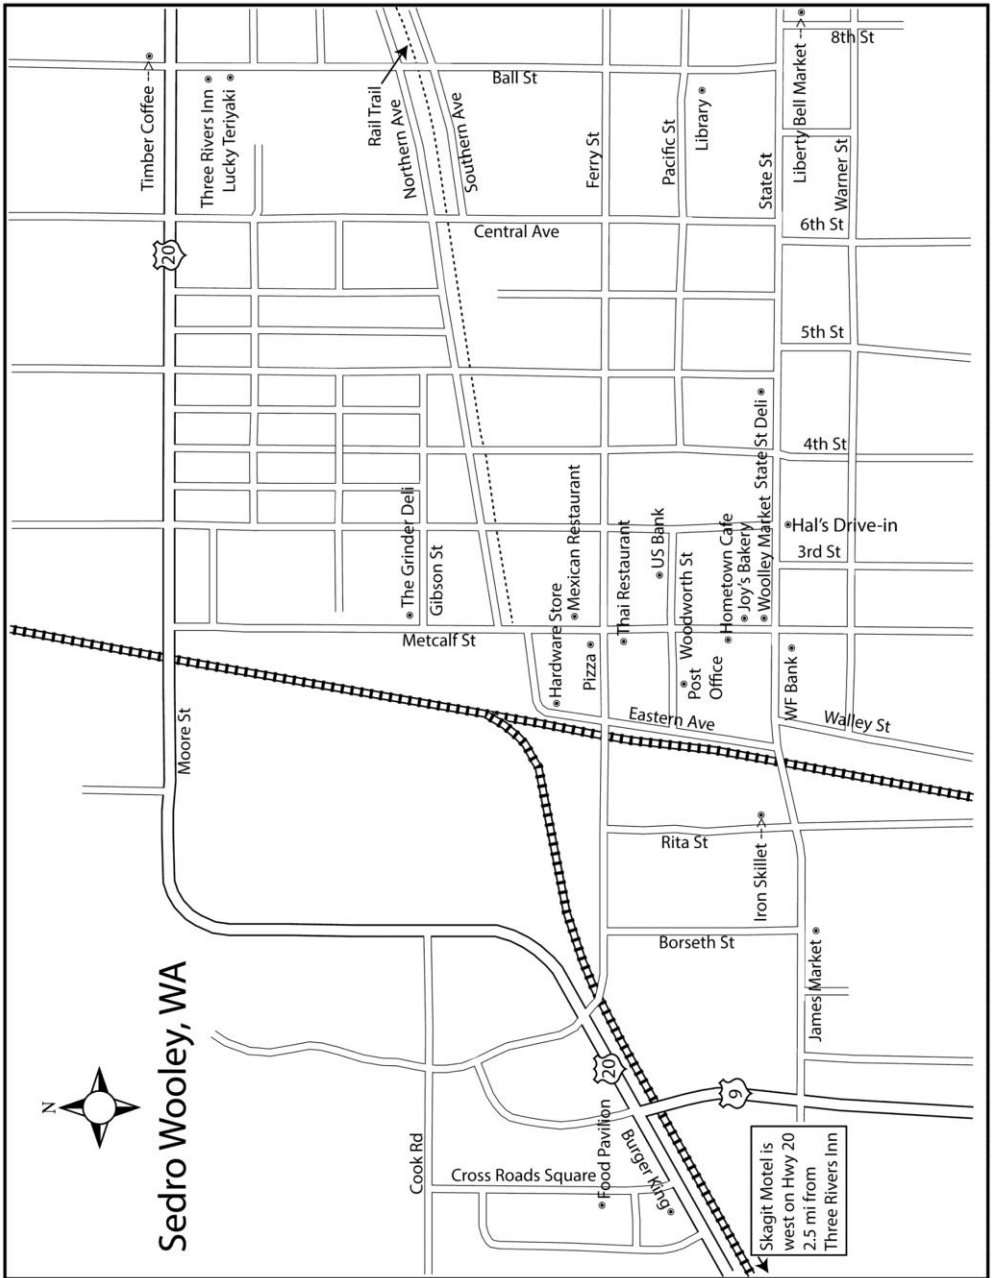 Sedro Wooley, WA
N
Timber Coffee -->
Three Rivers Inn
Lucky Teriyaki
Rail Trail
Northern Ave
Southern Ave
Ball St
Ferry St
Pacific St
Library
State St
Liberty Bell Market -->
8th St
Warner St
20
Central Ave
6th St
5th St
4th St
State St Deli
The Grinder Deli
Gibson St
Mexican Restaurant
Thai Restaurant
US Bank
Woodworth St
Hometown Cafe
Joy's Bakery
Woolley Market
Hal's Drive-in
3rd St
Metcalf St
Hardware Store
Pizza
Post
Office
WF Bank
Eastern Ave
Walley St
Moore St
Rita St
Iron Skillet -->
Borseth St
James Market
20
9
Cook Rd
Cross Roads Square
Food Pavilion
Burger King
Skagit Motel is
west on Hwy 20
2.5 mi from
Three Rivers Inn